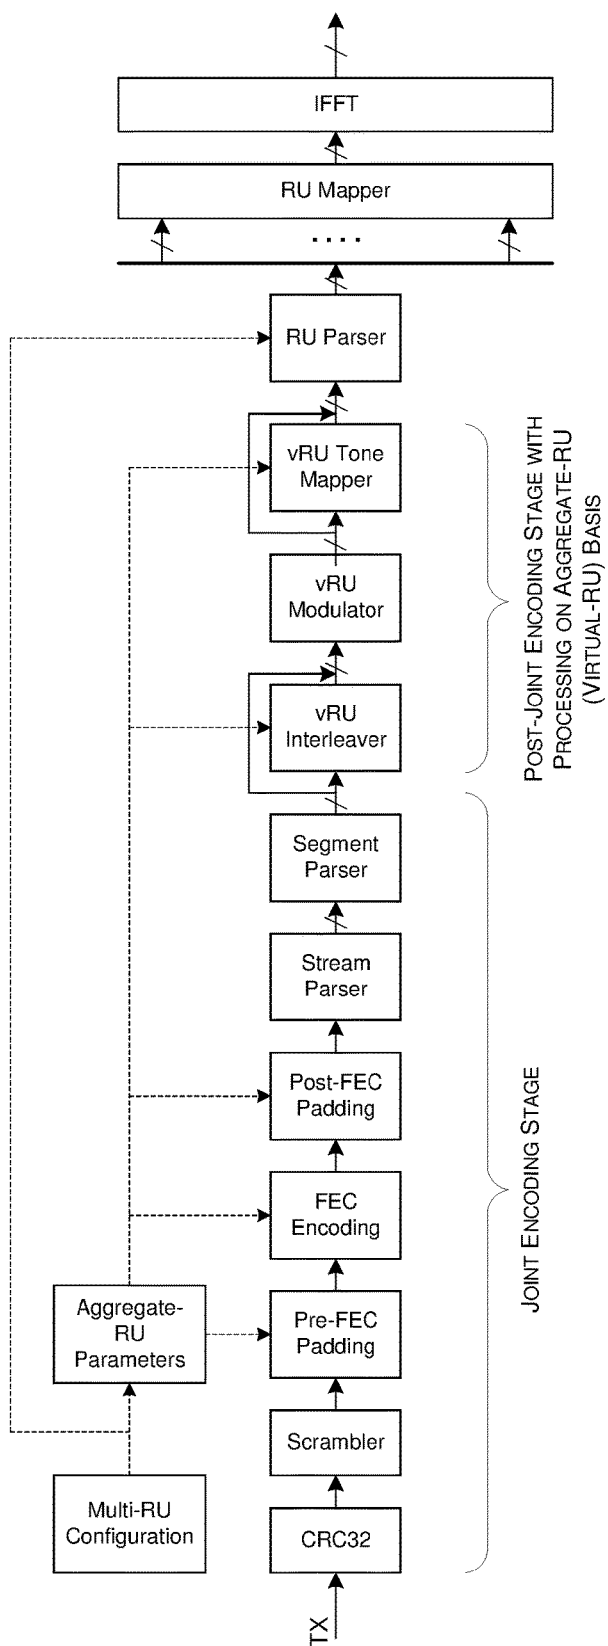 IFFT
RU Mapper
....
RU Parser
vRU Tone
Mapper
vRU
Modulator
vRU
Interleaver
POST-JOINT ENCODING STAGE WITH
PROCESSING ON AGGREGATE-RU
(VIRTUAL-RU) BASIS
Segment
Parser
Stream
Parser
Post-FEC
Padding
FEC
Encoding
JOINT ENCODING STAGE
Aggregate-
RU
Parameters
Pre-FEC
Padding
Scrambler
Multi-RU
Configuration
CRC32
TX